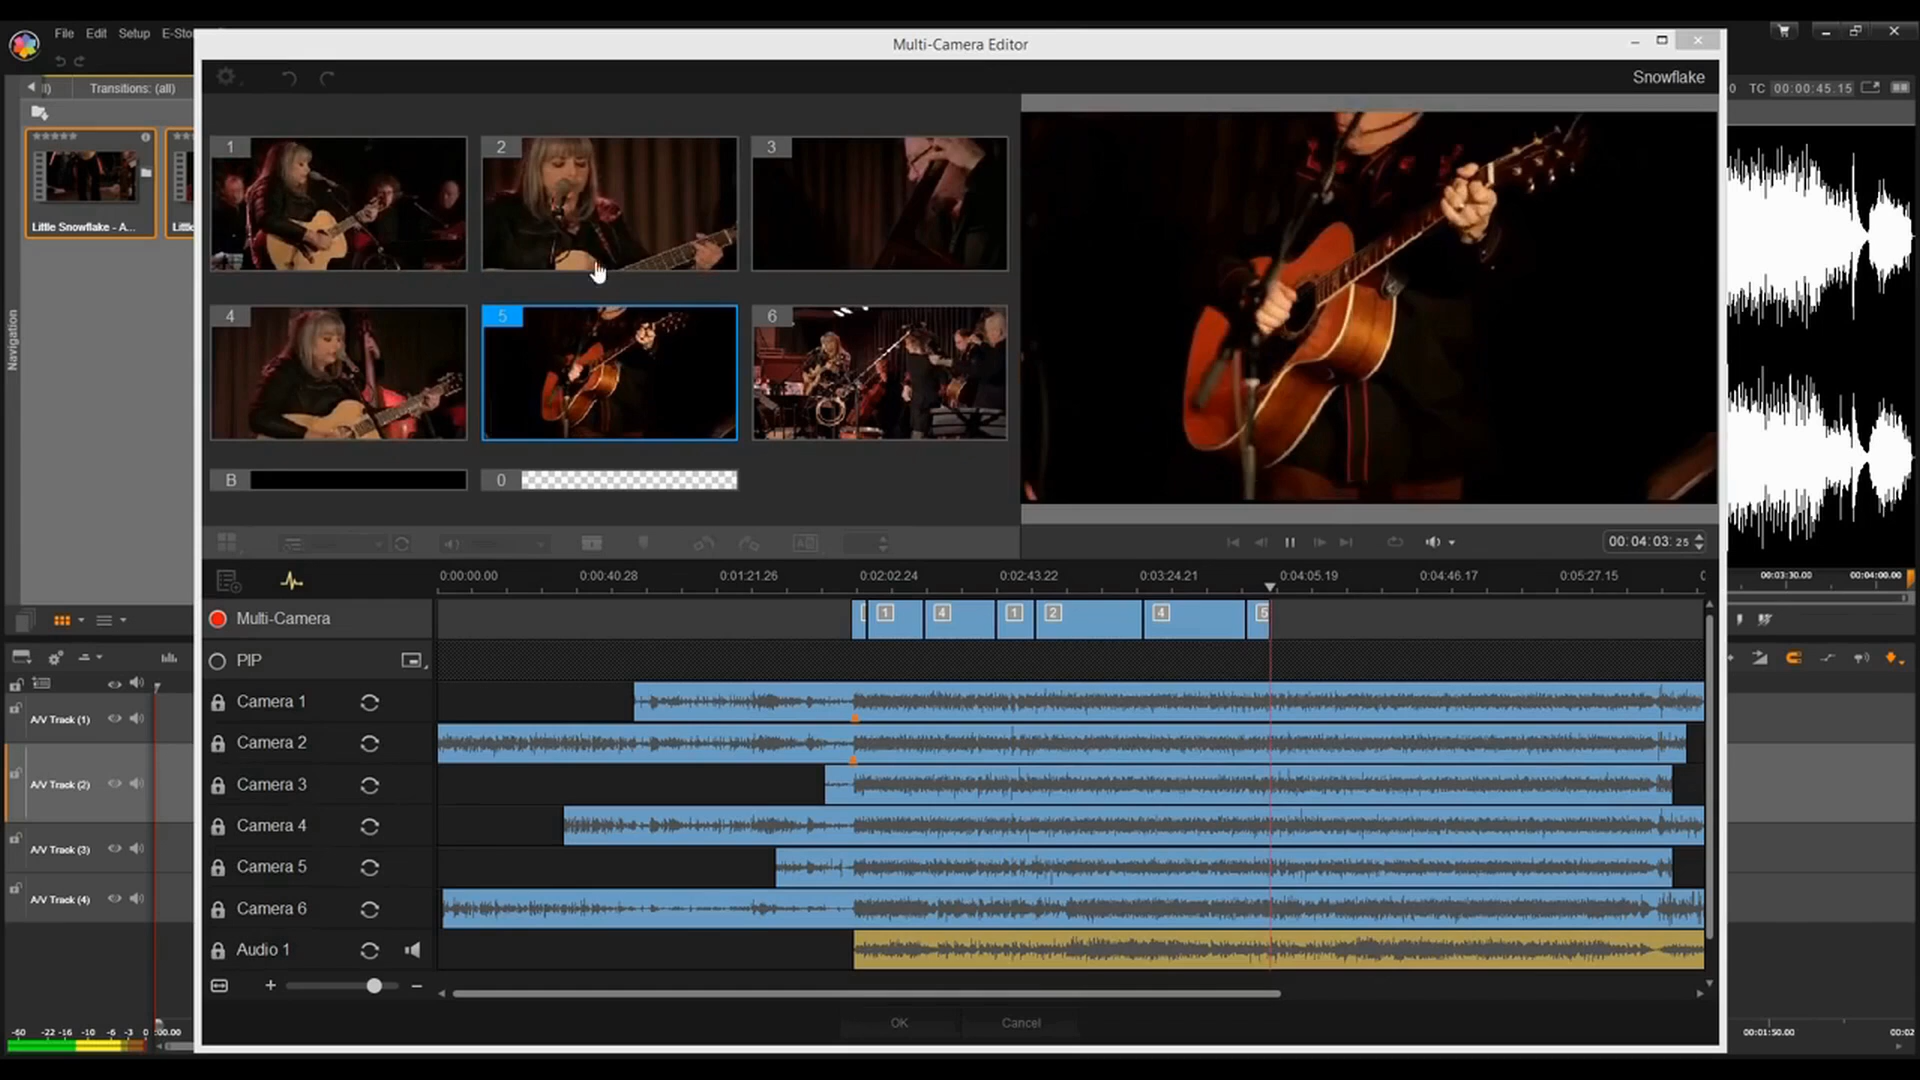 File Edit Setup E-Sto
Multi-Camera Editor
Snowflake
Transitions: (all)
TC 00:00:45.15
Little Snowflake - A...
Little
Navigation
1
2
3
4
5
6
B
0
00:04:03:25
0:00:00.00 0:00:40.28 0:01:21.26 0:02:02.24 0:02:43.22 0:03:24.21 0:04:05.19 0:04:46.17 0:05:27.15
00:03:30.00 00:04:00.00
Multi-Camera
1 4 1 2 4 5
PIP
Camera 1
Camera 2
Camera 3
Camera 4
Camera 5
Camera 6
Audio 1
A/V Track (1)
A/V Track (2)
A/V Track (3)
A/V Track (4)
+ −
OK Cancel
-60 -22 -16 -10 -6 -3 0
:00.00
00:01:50.00 00:02